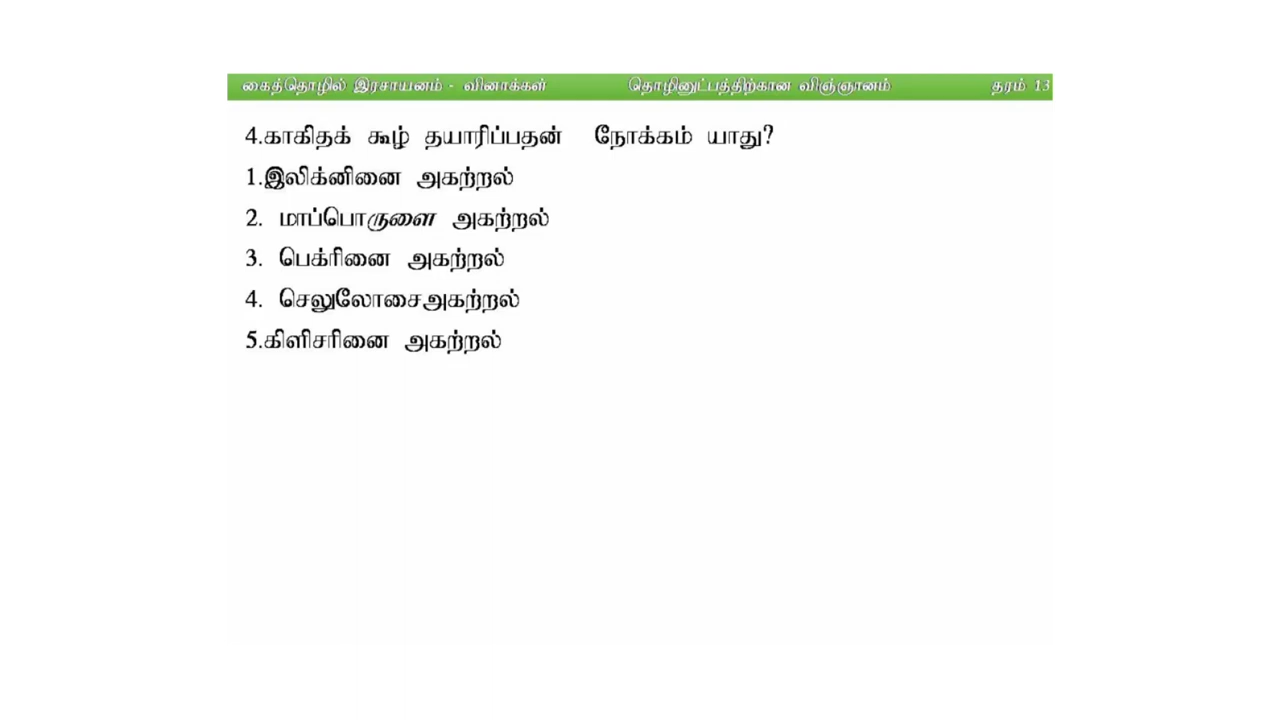 கைத்தொழில் இரசாயனம் - வினாக்கள் தொழினுட்பத்திற்கான விஞ்ஞானம் தரம் 13
4.காகிதக் கூழ் தயாரிப்பதன் நோக்கம் யாது?
1.இலிக்னினை அகற்றல்
2. மாப்பொருளை அகற்றல்
3. பெக்ரினை அகற்றல்
4. செலுலோசைஅகற்றல்
5.கிளிசரினை அகற்றல்